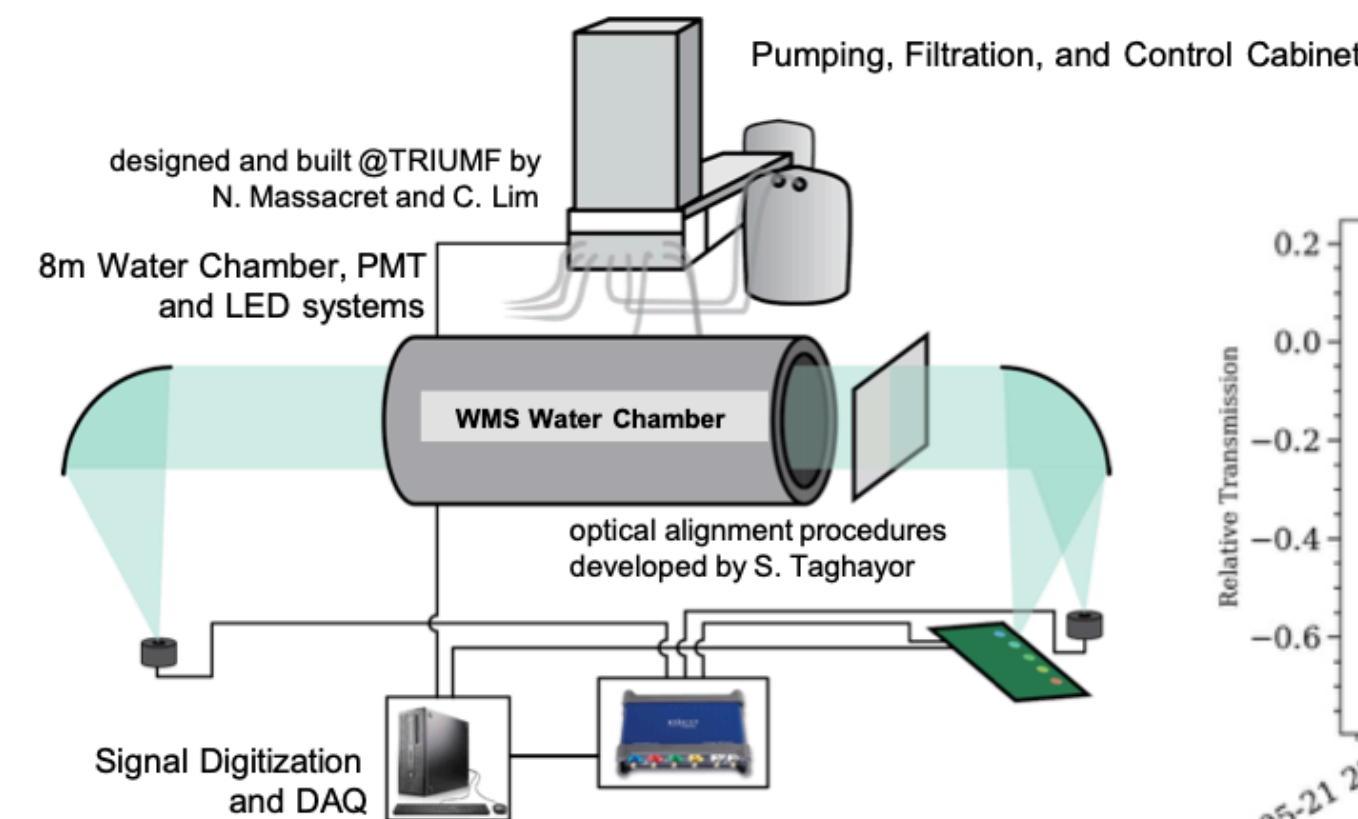 Pumping, Filtration, and Control Cabinet
designed and built @TRIUMF by
N. Massacret and C. Lim
8m Water Chamber, PMT
and LED systems
WMS Water Chamber
optical alignment procedures
developed by S. Taghayor
Signal Digitization
and DAQ
Relative Transmission
0.2
0.0
−0.2
−0.4
−0.6